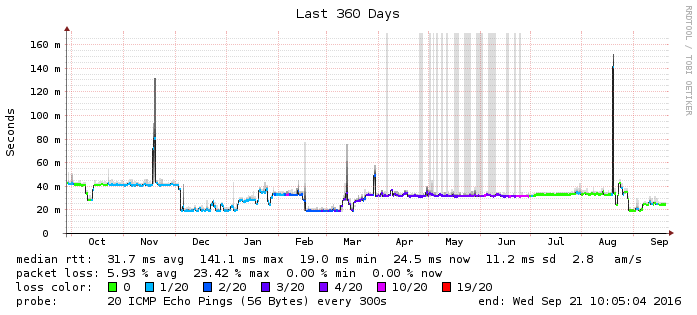 Last 360 Days
RRDTOOL / TOBI OETIKER
Seconds
160 m
140 m
120 m
100 m
80 m
60 m
40 m
20 m
0
Oct Nov Dec Jan Feb Mar Apr May Jun Jul Aug Sep
median rtt: 31.7 ms avg 141.1 ms max 19.0 ms min 24.5 ms now 11.2 ms sd 2.8 am/s
packet loss: 5.93 % avg 23.42 % max 0.00 % min 0.00 % now
loss color: 0 1/20 2/20 3/20 4/20 10/20 19/20
probe: 20 ICMP Echo Pings (56 Bytes) every 300s end: Wed Sep 21 10:05:04 2016